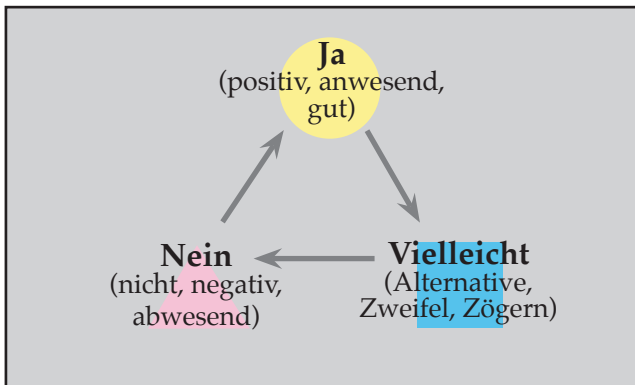 Ja
(positiv, anwesend,
gut)
Nein
(nicht, negativ,
abwesend)
Vielleicht
(Alternative,
Zweifel, Zögern)